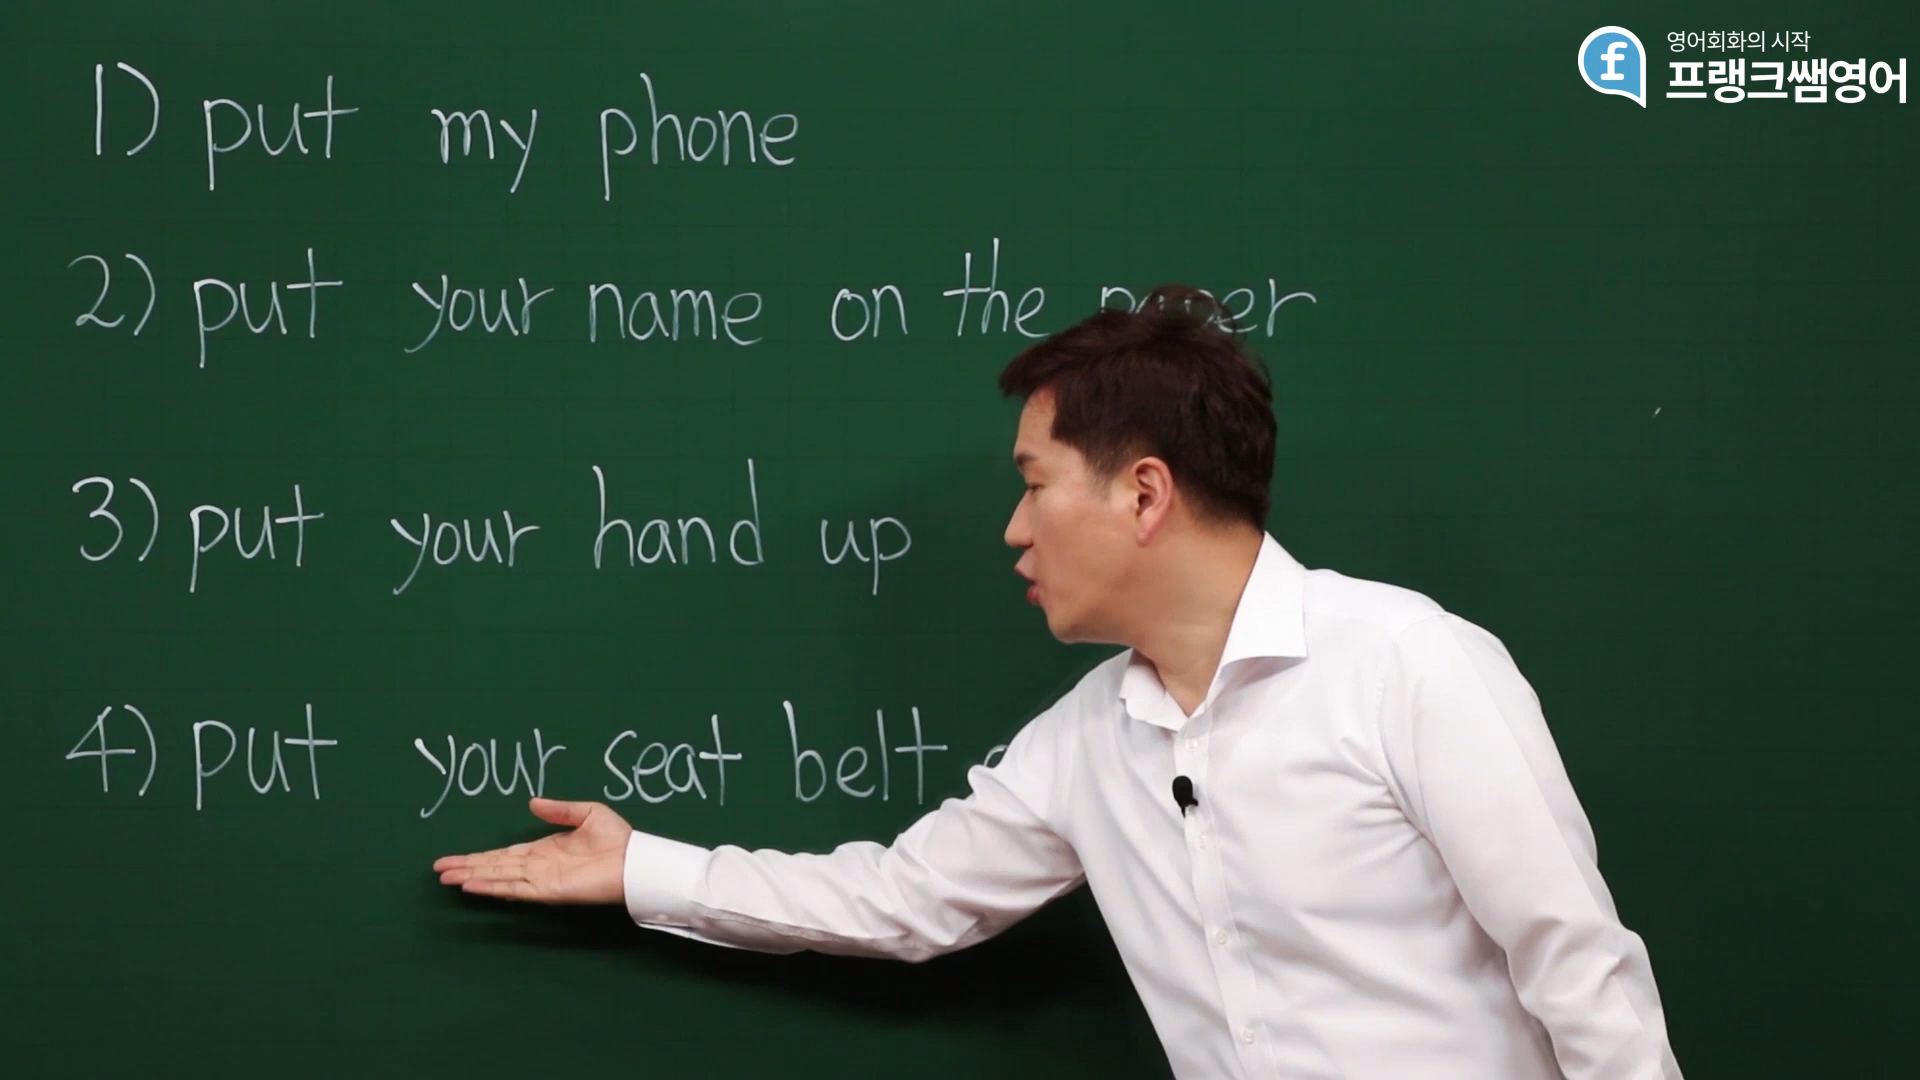 영어회화의 시작
프랭크쌤영어
1) put my phone
2) put your name on the paper
3) put your hand up
4) put your seat belt